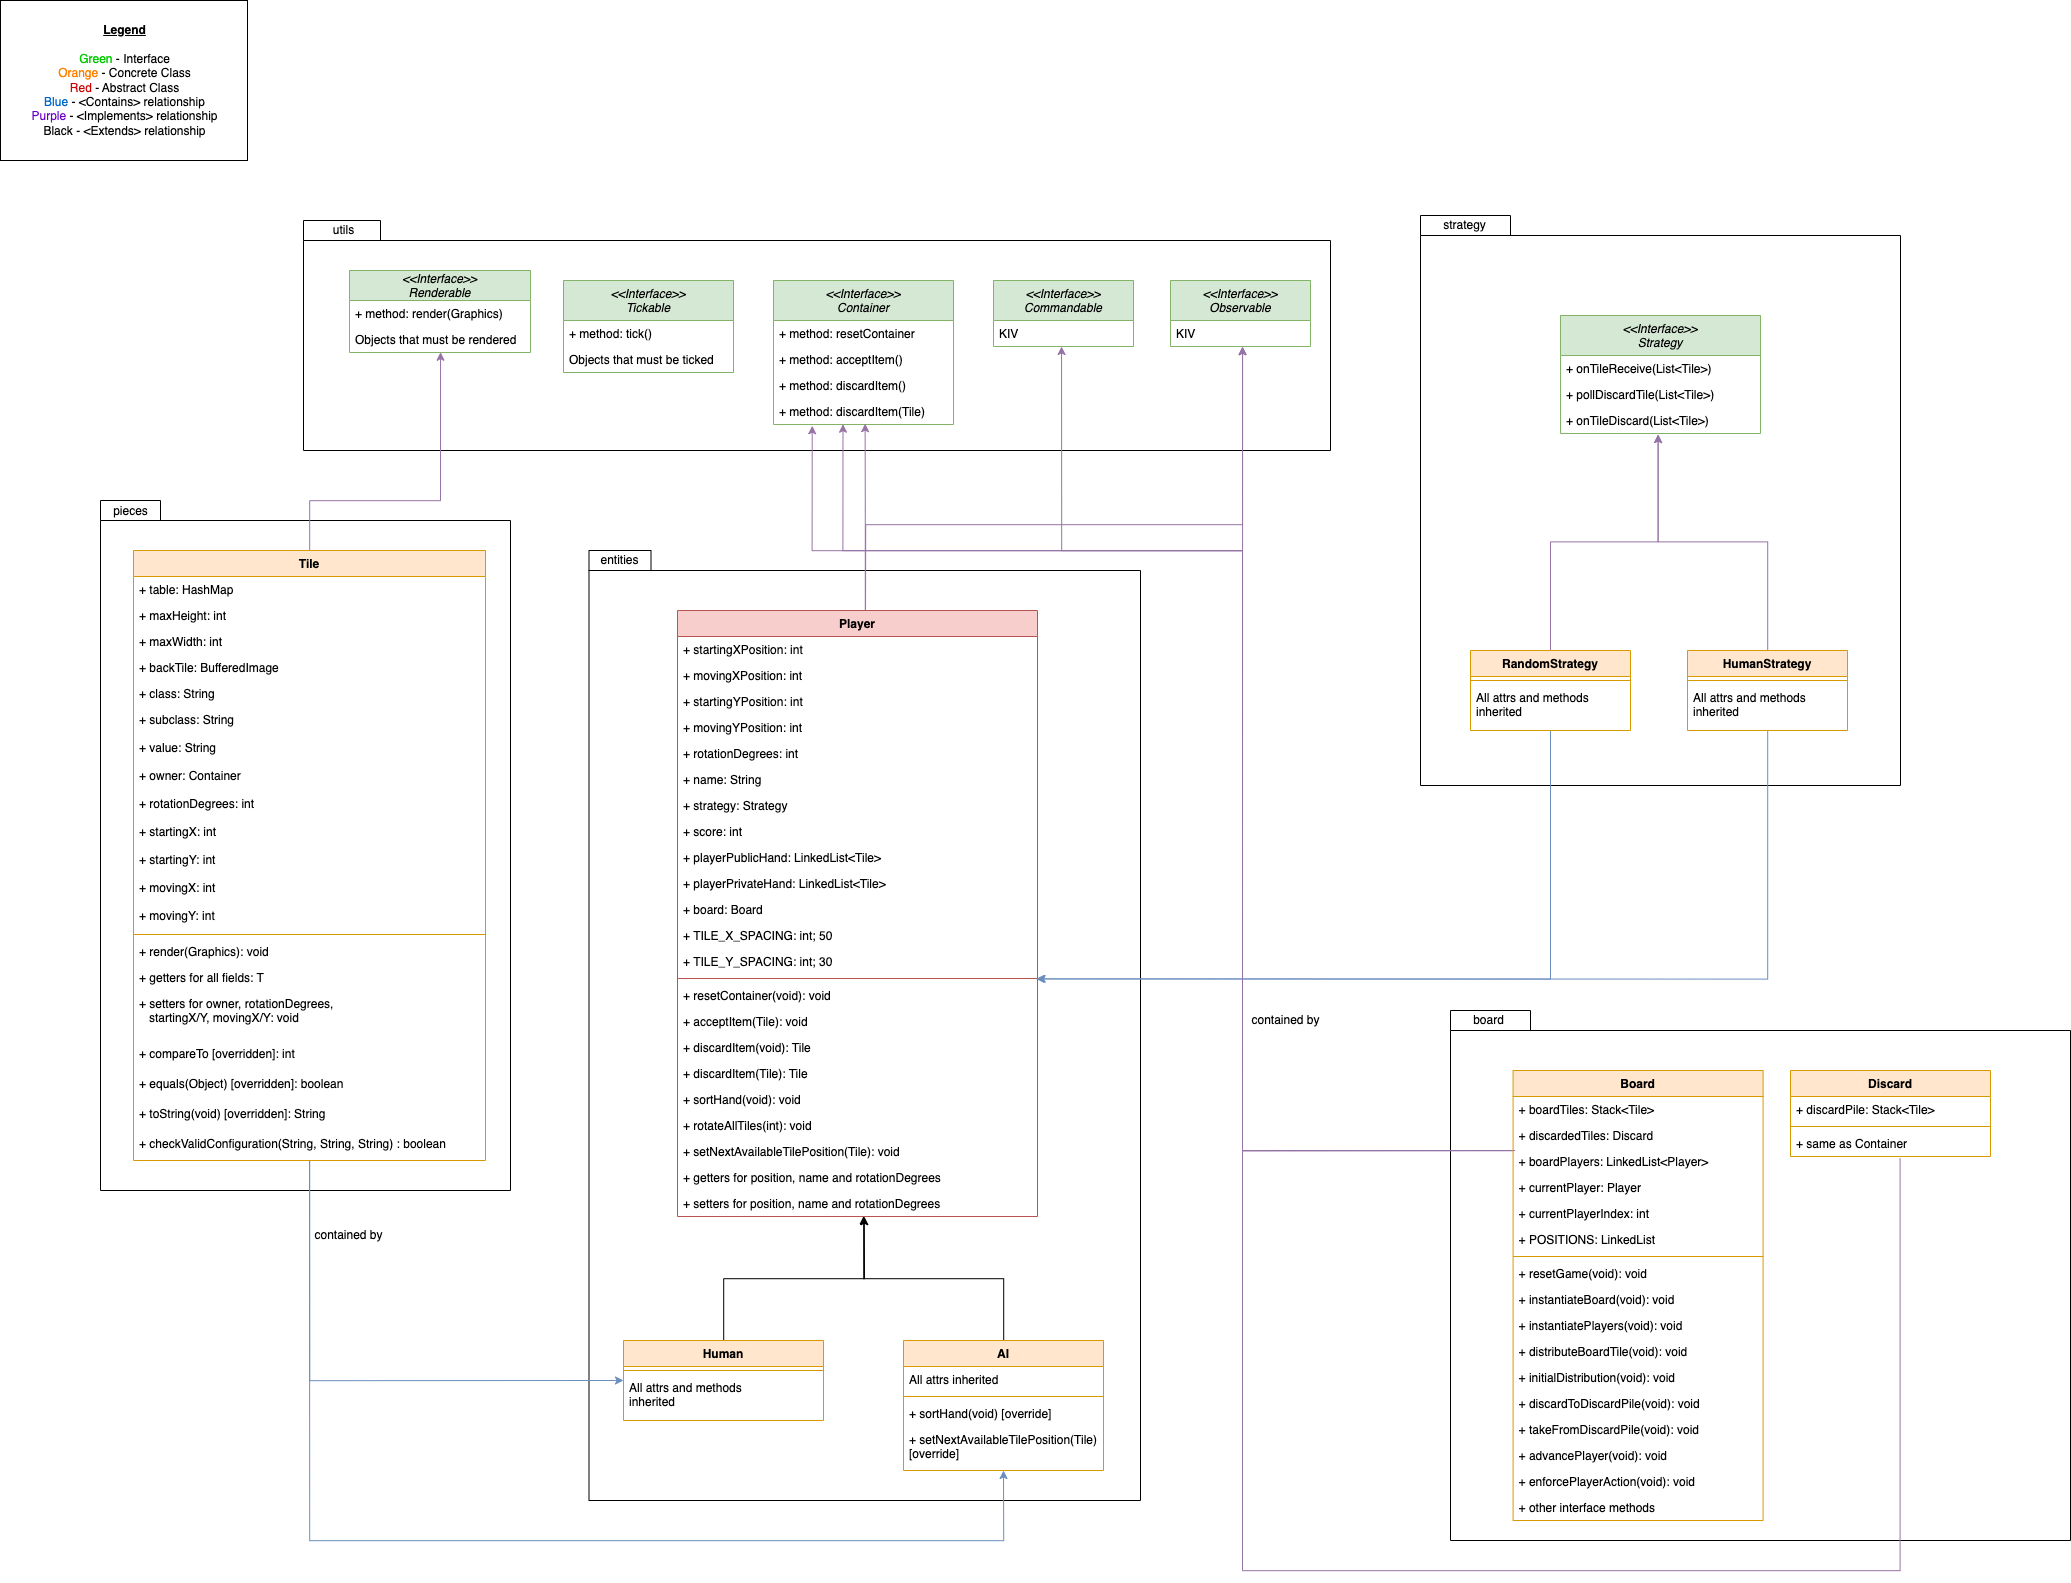 Legend
Green - Interface
Orange - Concrete Class
Red - Abstract Class
Blue - <Contains> relationship
Purple - <Implements> relationship
Black - <Extends> relationship
utils
<<Interface>>
Renderable
+ method: render(Graphics)
Objects that must be rendered
<<Interface>>
Tickable
+ method: tick()
Objects that must be ticked
<<Interface>>
Container
+ method: resetContainer
+ method: acceptItem()
+ method: discardItem()
+ method: discardItem(Tile)
<<Interface>>
Commandable
KIV
<<Interface>>
Observable
KIV
strategy
<<Interface>>
Strategy
+ onTileReceive(List<Tile>)
+ pollDiscardTile(List<Tile>)
+ onTileDiscard(List<Tile>)
RandomStrategy
All attrs and methods
inherited
HumanStrategy
All attrs and methods
inherited
pieces
Tile
+ table: HashMap
+ maxHeight: int
+ maxWidth: int
+ backTile: BufferedImage
+ class: String
+ subclass: String
+ value: String
+ owner: Container
+ rotationDegrees: int
+ startingX: int
+ startingY: int
+ movingX: int
+ movingY: int
+ render(Graphics): void
+ getters for all fields: T
+ setters for owner, rotationDegrees,
startingX/Y, movingX/Y: void
+ compareTo [overridden]: int
+ equals(Object) [overridden]: boolean
+ toString(void) [overridden]: String
+ checkValidConfiguration(String, String, String) : boolean
contained by
entities
Player
+ startingXPosition: int
+ movingXPosition: int
+ startingYPosition: int
+ movingYPosition: int
+ rotationDegrees: int
+ name: String
+ strategy: Strategy
+ score: int
+ playerPublicHand: LinkedList<Tile>
+ playerPrivateHand: LinkedList<Tile>
+ board: Board
+ TILE_X_SPACING: int; 50
+ TILE_Y_SPACING: int; 30
+ resetContainer(void): void
+ acceptItem(Tile): void
+ discardItem(void): Tile
+ discardItem(Tile): Tile
+ sortHand(void): void
+ rotateAllTiles(int): void
+ setNextAvailableTilePosition(Tile): void
+ getters for position, name and rotationDegrees
+ setters for position, name and rotationDegrees
Human
All attrs and methods
inherited
AI
All attrs inherited
+ sortHand(void) [override]
+ setNextAvailableTilePosition(Tile)
[override]
contained by
board
Board
+ boardTiles: Stack<Tile>
+ discardedTiles: Discard
+ boardPlayers: LinkedList<Player>
+ currentPlayer: Player
+ currentPlayerIndex: int
+ POSITIONS: LinkedList
+ resetGame(void): void
+ instantiateBoard(void): void
+ instantiatePlayers(void): void
+ distributeBoardTile(void): void
+ initialDistribution(void): void
+ discardToDiscardPile(void): void
+ takeFromDiscardPile(void): void
+ advancePlayer(void): void
+ enforcePlayerAction(void): void
+ other interface methods
Discard
+ discardPile: Stack<Tile>
+ same as Container